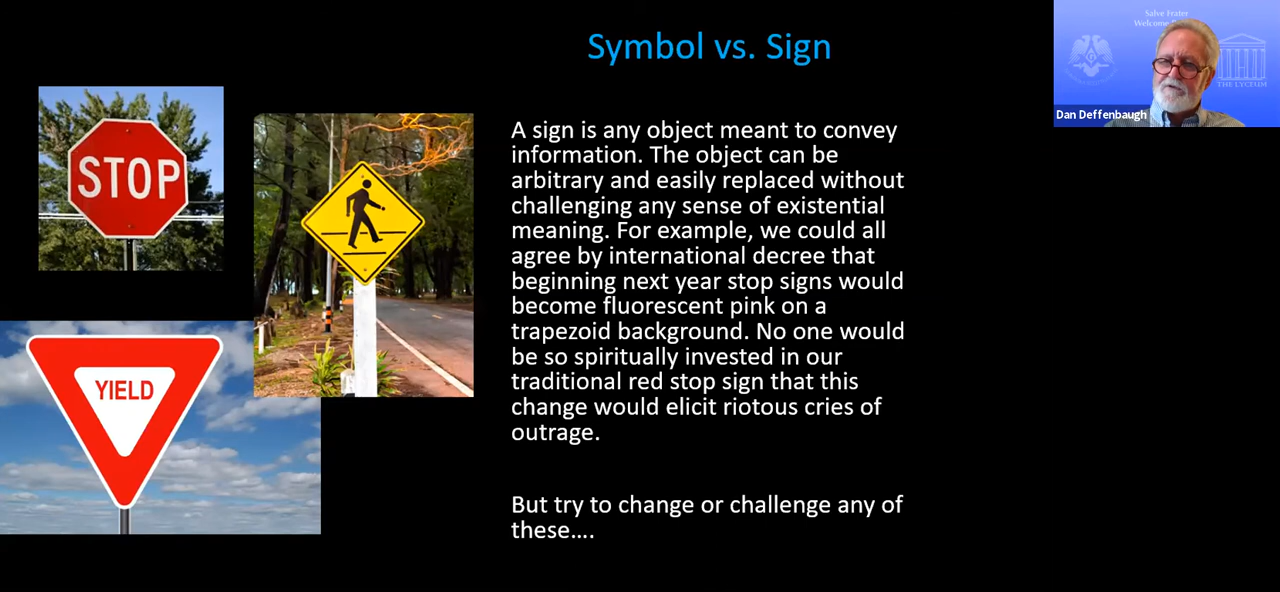 Symbol vs. Sign
Salve Frater
Welcome
THE LYCEUM
Dan Deffenbaugh
STOP
YIELD
A sign is any object meant to convey
information. The object can be
arbitrary and easily replaced without
challenging any sense of existential
meaning. For example, we could all
agree by international decree that
beginning next year stop signs would
become fluorescent pink on a
trapezoid background. No one would
be so spiritually invested in our
traditional red stop sign that this
change would elicit riotous cries of
outrage.
But try to change or challenge any of
these....